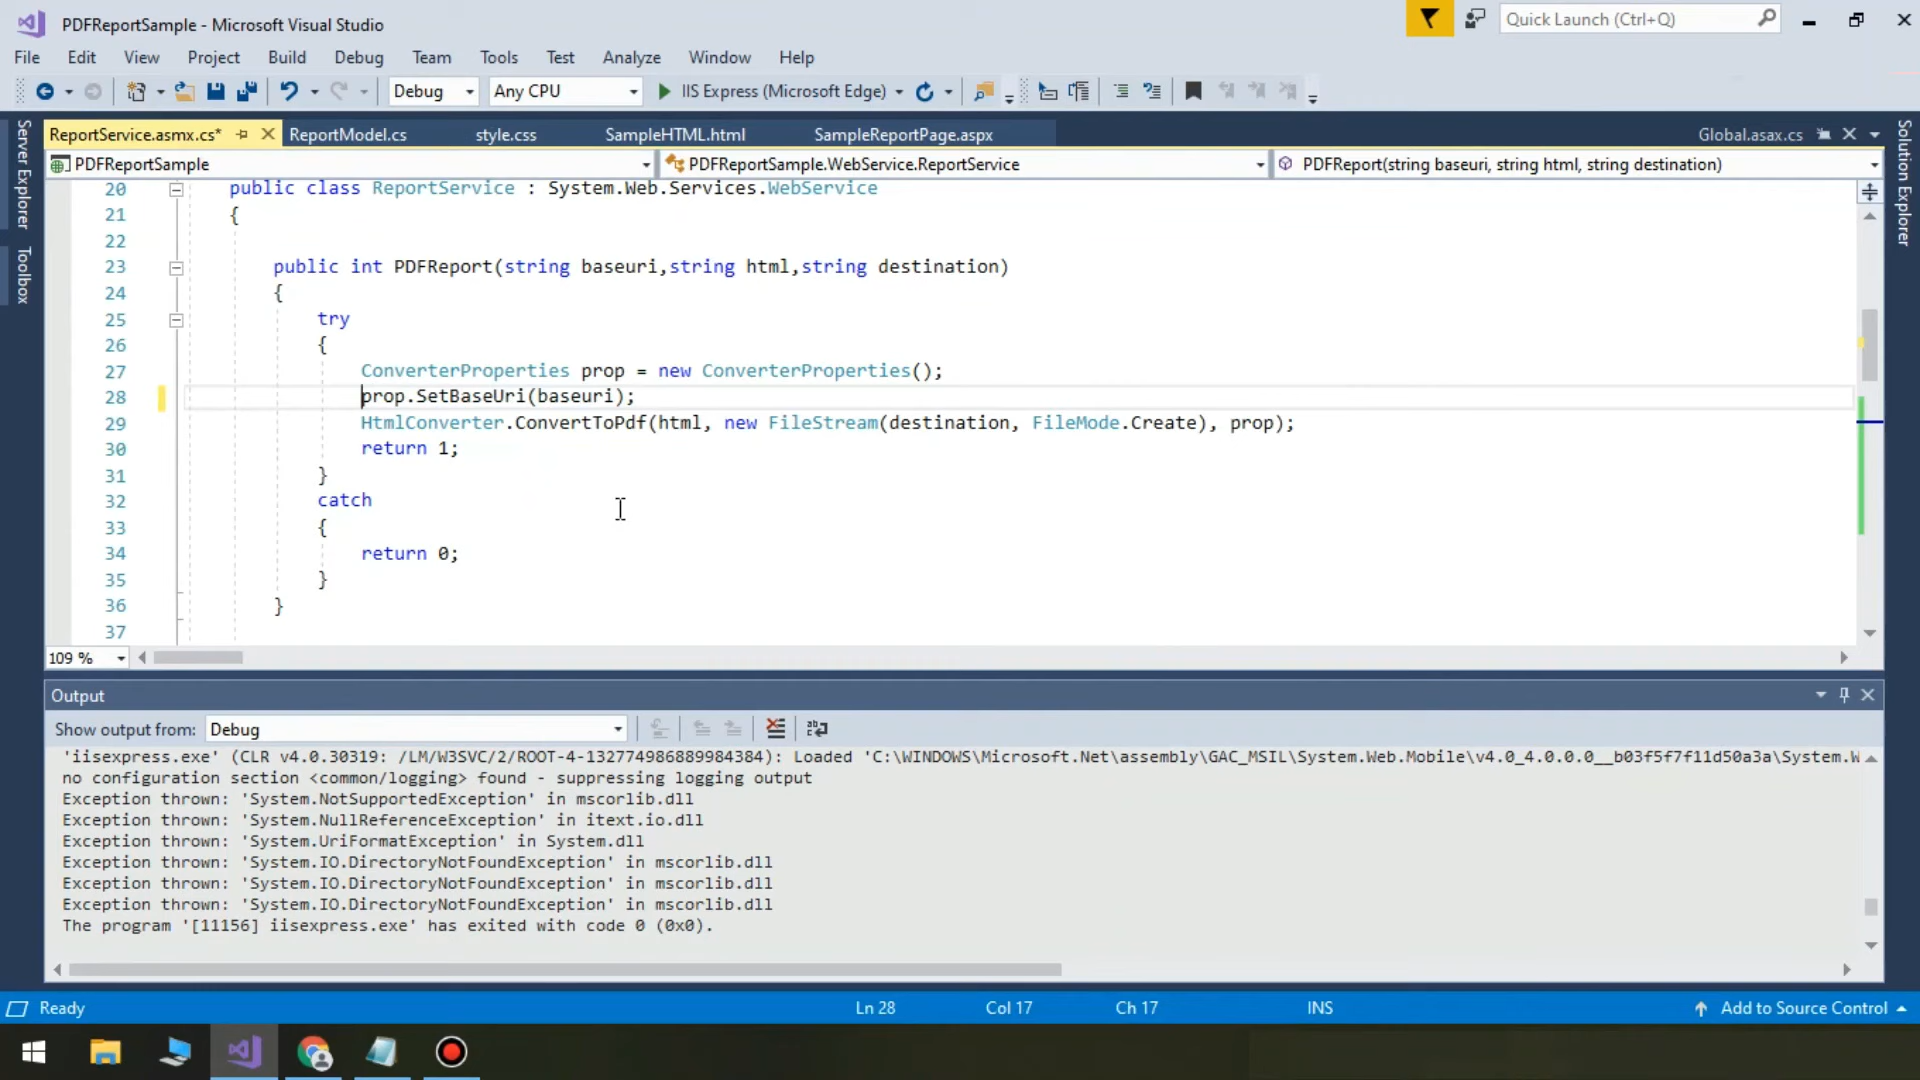 PDFReportSample - Microsoft Visual Studio
Quick Launch (Ctrl+Q)
File Edit View Project Build Debug Team Tools Test Analyze Window Help
Debug Any CPU IIS Express (Microsoft Edge)
ReportService.asmx.cs* ReportModel.cs style.css SampleHTML.html SampleReportPage.aspx Global.asax.cs
PDFReportSample PDFReportSample.WebService.ReportService PDFReport(string baseuri, string html, string destination)
Server Explorer
Toolbox
Solution Explorer
20 public class ReportService : System.Web.Services.WebService
21 {
22
23 public int PDFReport(string baseuri,string html,string destination)
24 {
25 try
26 {
27 ConverterProperties prop = new ConverterProperties();
28 prop.SetBaseUri(baseuri);
29 HtmlConverter.ConvertToPdf(html, new FileStream(destination, FileMode.Create), prop);
30 return 1;
31 }
32 catch
33 {
34 return 0;
35 }
36 }
37
109 %
Output
Show output from: Debug
'iisexpress.exe' (CLR v4.0.30319: /LM/W3SVC/2/ROOT-4-132774986889984384): Loaded 'C:\WINDOWS\Microsoft.Net\assembly\GAC_MSIL\System.Web.Mobile\v4.0_4.0.0.0__b03f5f7f11d50a3a\System.W
no configuration section <common/logging> found - suppressing logging output
Exception thrown: 'System.NotSupportedException' in mscorlib.dll
Exception thrown: 'System.NullReferenceException' in itext.io.dll
Exception thrown: 'System.UriFormatException' in System.dll
Exception thrown: 'System.IO.DirectoryNotFoundException' in mscorlib.dll
Exception thrown: 'System.IO.DirectoryNotFoundException' in mscorlib.dll
Exception thrown: 'System.IO.DirectoryNotFoundException' in mscorlib.dll
The program '[11156] iisexpress.exe' has exited with code 0 (0x0).
Ready Ln 28 Col 17 Ch 17 INS Add to Source Control